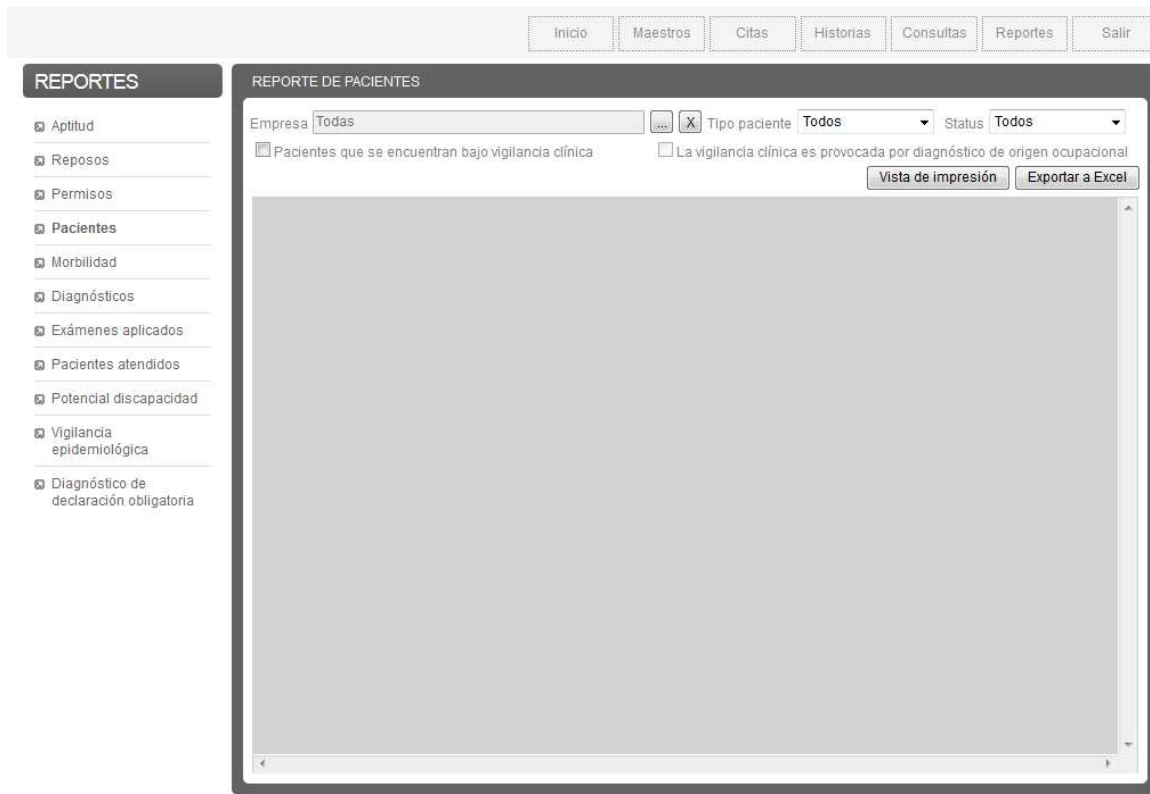 Inicio Maestros Citas Historias Consultas Reportes Salir
REPORTES
Aptitud
Reposos
Permisos
Pacientes
Morbilidad
Diagnósticos
Exámenes aplicados
Pacientes atendidos
Potencial discapacidad
Vigilancia
epidemiológica
Diagnóstico de
declaración obligatoria
REPORTE DE PACIENTES
Empresa Todas ... X Tipo paciente Todos Status Todos
Pacientes que se encuentran bajo vigilancia clínica La vigilancia clínica es provocada por diagnóstico de origen ocupacional
Vista de impresión Exportar a Excel